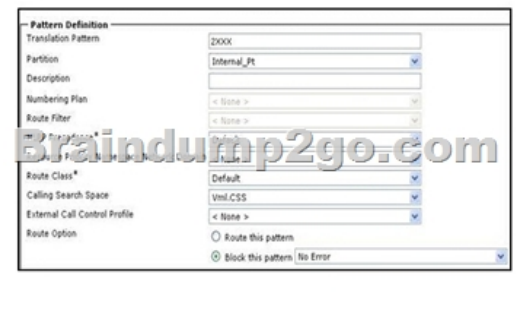 Pattern Definition
Translation Pattern 2XXX
Partition Internal_Pt
Description
Numbering Plan < None >
Route Filter < None >
Braindump2go.com
Route Class* Default
Calling Search Space Vml.CSS
External Call Control Profile < None >
Route Option Route this pattern
Block this pattern No Error